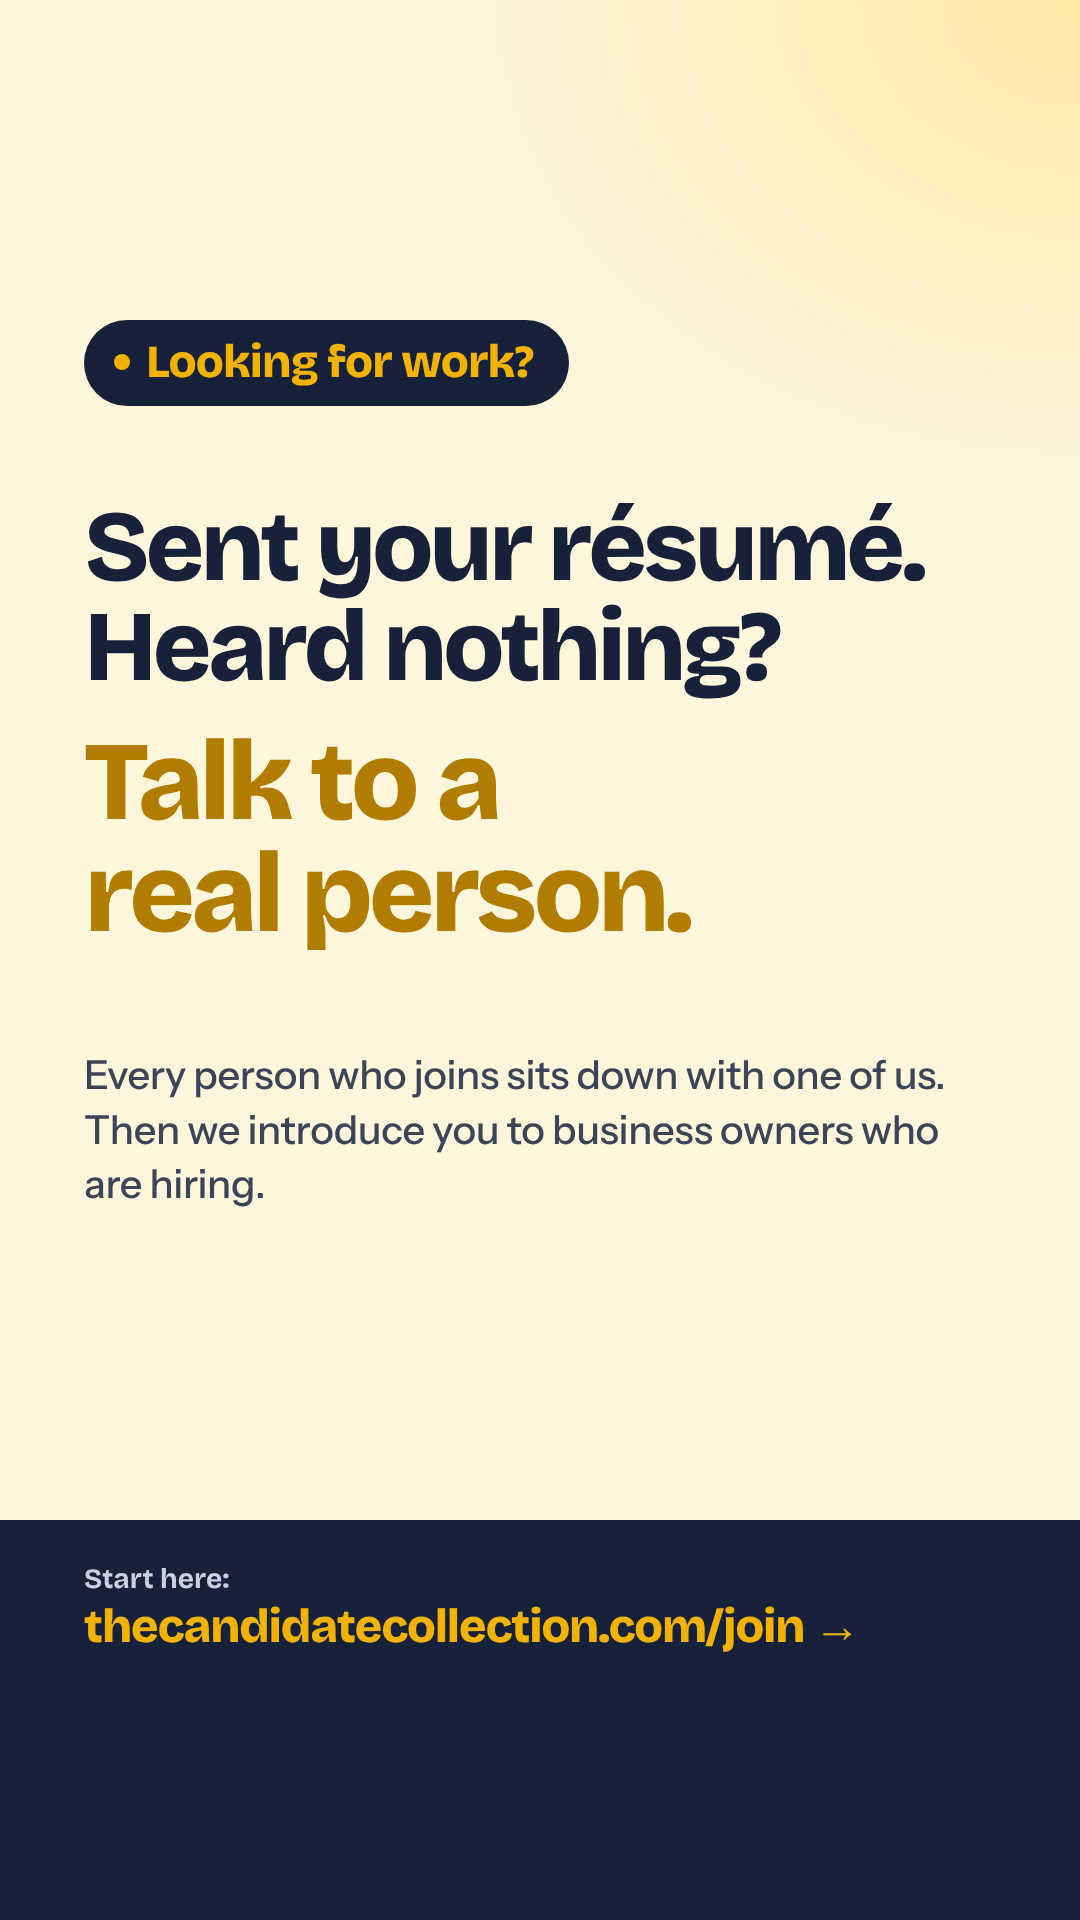 Looking for work?
Sent your résumé.
Heard nothing?
Talk to a
real person.
Every person who joins sits down with one of us.
Then we introduce you to business owners who
are hiring.
Start here:
thecandidatecollection.com/join →